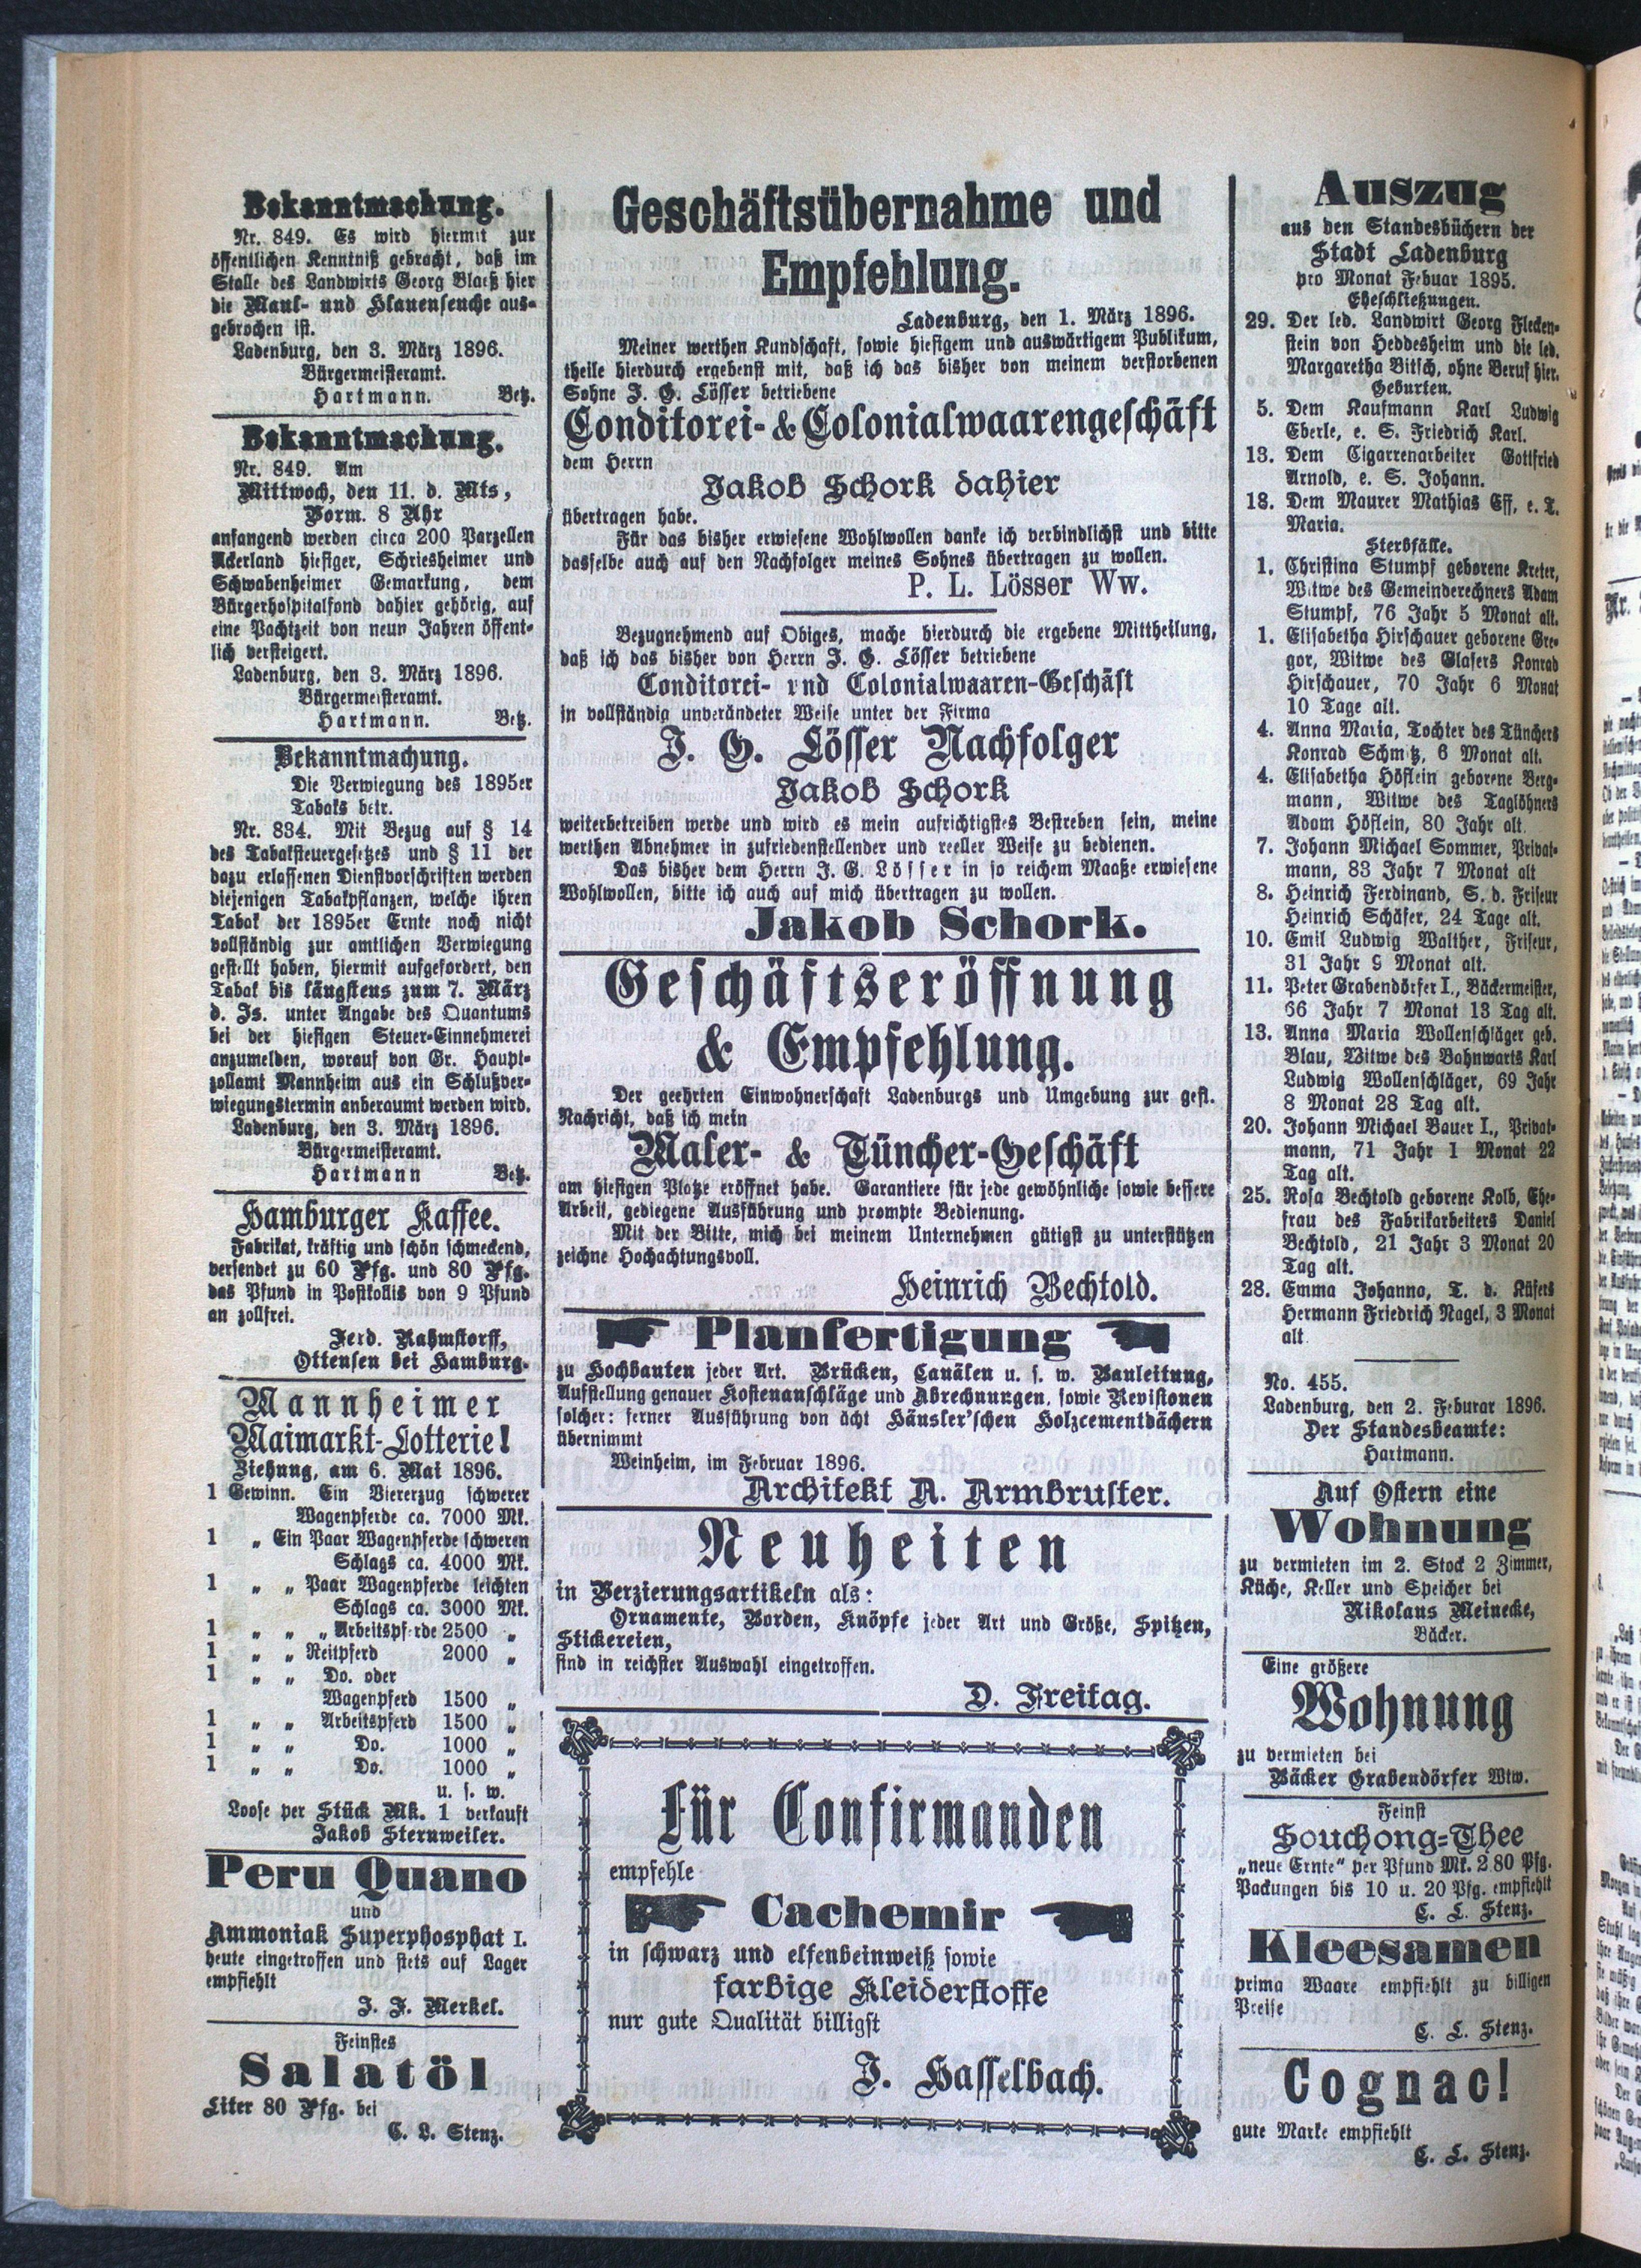 Bekanntmachung.
Nr. 849. Es wird hiermit zur
öffentlichen Kenntniß gebracht, daß im
Stalle des Landwirts Georg Blaeß hier
die Maul- und Klauenseuche aus-
gebrochen ist.
Ladenburg, den 3. März 1896.
Bürgermeisteramt.
Hartmann. Betz.
Bekanntmachung.
Nr. 849. Am
Mittwoch, den 11. d. Mts,
Vorm. 8 Uhr
anfangend werden circa 200 Parzellen
Ackerland hiesiger, Schriesheimer und
Schwabenheimer Gemarkung, dem
Bürgerhospitalfond dahier gehörig, auf
eine Pachtzeit von neun Jahren öffent-
lich versteigert.
Ladenburg, den 3. März 1896.
Bürgermeisteramt.
Hartmann. Betz.
Bekanntmachung.
Die Verwiegung des 1895er
Tabaks betr.
Nr. 834. Mit Bezug auf § 14
des Tabaksteuergesetzes und § 11 der
dazu erlassenen Dienstvorschriften werden
diejenigen Tabakpflanzen, welche ihren
Tabak der 1895er Ernte noch nicht
vollständig zur amtlichen Verwiegung
gestellt haben, hiermit aufgefordert, den
Tabak bis längstens zum 7. März
d. Js. unter Angabe des Quantums
bei der hiesigen Steuer-Einnehmerei
anzumelden, worauf von Gr. Haupt-
zollamt Mannheim aus ein Schlußver-
wiegungstermin anberaumt werden wird.
Ladenburg, den 3. März 1896.
Bürgermeisteramt.
Hartmann Betz.
Hamburger Kaffee.
Fabrikat, kräftig und schön schmeckend,
versendet zu 60 Pfg. und 80 Pfg.
das Pfund in Postkollis von 9 Pfund
an zollfrei.
Ferd. Rahmstorff,
Ottensen bei Hamburg.
Mannheimer
Maimarkt-Lotterie!
Ziehung, am 6. Mai 1896.
1 Gewinn. Ein Viererzug schwerer
Wagenpferde ca. 7000 Mk.
1 „ Ein Paar Wagenpferde schweren
Schlags ca. 4000 Mk.
1 „ „ Paar Wagenpferde leichten
Schlags ca. 3000 Mk.
1 „ „ „ Arbeitspferde 2500 „
1 „ „ Reitpferd 2000 „
1 „ „ Do. oder
Wagenpferd 1500 „
1 „ „ Arbeitspferd 1500 „
1 „ „ Do. 1000 „
1 „ „ Do. 1000 „
u. s. w.
Loose per Stück Mk. 1 verkauft
Jakob Sternweiler.
Peru Quano
und
Ammoniak Superphosphat I.
heute eingetroffen und stets auf Lager
empfiehlt
J. F. Merkel.
Feinstes
Salatöl
Liter 80 Pfg. bei
C. L. Stenz.
Geschäftsübernahme und
Empfehlung.
Ladenburg, den 1. März 1896.
Meiner werthen Kundschaft, sowie hiesigem und auswärtigem Publikum,
theile hierdurch ergebenst mit, daß ich das bisher von meinem verstorbenen
Sohne J. G. Lösser betriebene
Conditorei- & Colonialwaarengeschäft
dem Herrn
Jakob Schork dahier
übertragen habe.
Für das bisher erwiesene Wohlwollen danke ich verbindlichst und bitte
dasselbe auch auf den Nachfolger meines Sohnes übertragen zu wollen.
P. L. Lösser Ww.
Bezugnehmend auf Obiges, mache hierdurch die ergebene Mittheilung,
daß ich das bisher von Herrn J. G. Lösser betriebene
Conditorei- und Colonialwaaren-Geschäft
in vollständig unverändeter Weise unter der Firma
J. G. Lösser Nachfolger
Jakob Schork
weiterbetreiben werde und wird es mein aufrichtigstes Bestreben sein, meine
werthen Abnehmer in zufriedenstellender und reeller Weise zu bedienen.
Das bisher dem Herrn J. G. Lösser in so reichem Maaße erwiesene
Wohlwollen, bitte ich auch auf mich übertragen zu wollen.
Jakob Schork.
Geschäftseröffnung
& Empfehlung.
Der geehrten Einwohnerschaft Ladenburgs und Umgebung zur gefl.
Nachricht, daß ich mein
Maler- & Tüncher-Geschäft
am hiesigen Platze eröffnet habe. Garantiere für jede gewöhnliche sowie bessere
Arbeit, gediegene Ausführung und prompte Bedienung.
Mit der Bitte, mich bei meinem Unternehmen gütigst zu unterstützen
zeichne Hochachtungsvoll.
Heinrich Bechtold.
Planfertigung
zu Hochbauten jeder Art. Brücken, Canälen u. s. w. Bauleitung,
Aufstellung genauer Kostenanschläge und Abrechnungen, sowie Revisionen
solcher: ferner Ausführung von ächt Häusler'schen Holzcementdächern
übernimmt
Weinheim, im Februar 1896.
Architekt A. Armbruster.
Neuheiten
in Verzierungsartikeln als:
Ornamente, Borden, Knöpfe jeder Art und Größe, Spitzen,
Stickereien,
sind in reichster Auswahl eingetroffen.
D. Freitag.
Für Confirmanden
empfehle
Cachemir
in schwarz und elfenbeinweiß sowie
farbige Kleiderstoffe
nur gute Qualität billigst
J. Hasselbach.
Auszug
aus den Standesbüchern der
Stadt Ladenburg
pro Monat Febuar 1895.
Eheschließungen.
29. Der led. Landwirt Georg Flecken-
stein von Heddesheim und die led.
Margaretha Bitsch, ohne Beruf hier.
Geburten.
5. Dem Kaufmann Karl Ludwig
Eberle, e. S. Friedrich Karl.
13. Dem Cigarrenarbeiter Gottfried
Arnold, e. S. Johann.
18. Dem Maurer Mathias Eff, e. T.
Maria.
Sterbfälle.
1. Christina Stumpf geborene Kreter,
Witwe des Gemeinderechners Adam
Stumpf, 76 Jahr 5 Monat alt.
1. Elisabetha Hirschauer geborene Gre-
gor, Witwe des Glasers Konrad
Hirschauer, 70 Jahr 6 Monat
10 Tage alt.
4. Anna Maria, Tochter des Tünchers
Konrad Schmitz, 6 Monat alt.
4. Elisabetha Höflein geborene Berg-
mann, Witwe des Taglöhners
Adam Höflein, 80 Jahr alt
7. Johann Michael Sommer, Privat-
mann, 83 Jahr 7 Monat alt
8. Heinrich Ferdinand, S. d. Friseur
Heinrich Schäfer, 24 Tage alt.
10. Emil Ludwig Walther, Friseur,
31 Jahr 9 Monat alt.
11. Peter Grabendörfer I., Bäckermeister,
66 Jahr 7 Monat 13 Tag alt.
13. Anna Maria Wollenschläger geb.
Blau, Witwe des Bahnwarts Karl
Ludwig Wollenschläger, 69 Jahr
8 Monat 28 Tag alt.
20. Johann Michael Bauer I., Privat-
mann, 71 Jahr 1 Monat 22
Tag alt.
25. Rosa Bechtold geborene Kolb, Ehe-
frau des Fabrikarbeiters Daniel
Bechtold, 21 Jahr 3 Monat 20
Tag alt.
28. Emma Johanna, T. d. Küfers
Hermann Friedrich Nagel, 3 Monat
alt
No. 455.
Ladenburg, den 2. Feburar 1896.
Der Standesbeamte:
Hartmann.
Auf Ostern eine
Wohnung
zu vermieten im 2. Stock 2 Zimmer,
Küche, Keller und Speicher bei
Nikolaus Meinecke,
Bäcker.
Eine größere
Wohnung
zu vermieten bei
Bäcker Grabendörfer Wtw.
Feinst
Souchong-Thee
„neue Ernte“ per Pfund Mk. 2.80 Pfg.
Packungen bis 10 u. 20 Pfg. empfiehlt
C. L. Stenz.
Kleesamen
prima Waare empfiehlt zu billigen
Preise
C. L. Stenz.
Cognac!
gute Marke empfiehlt
C. L. Stenz.